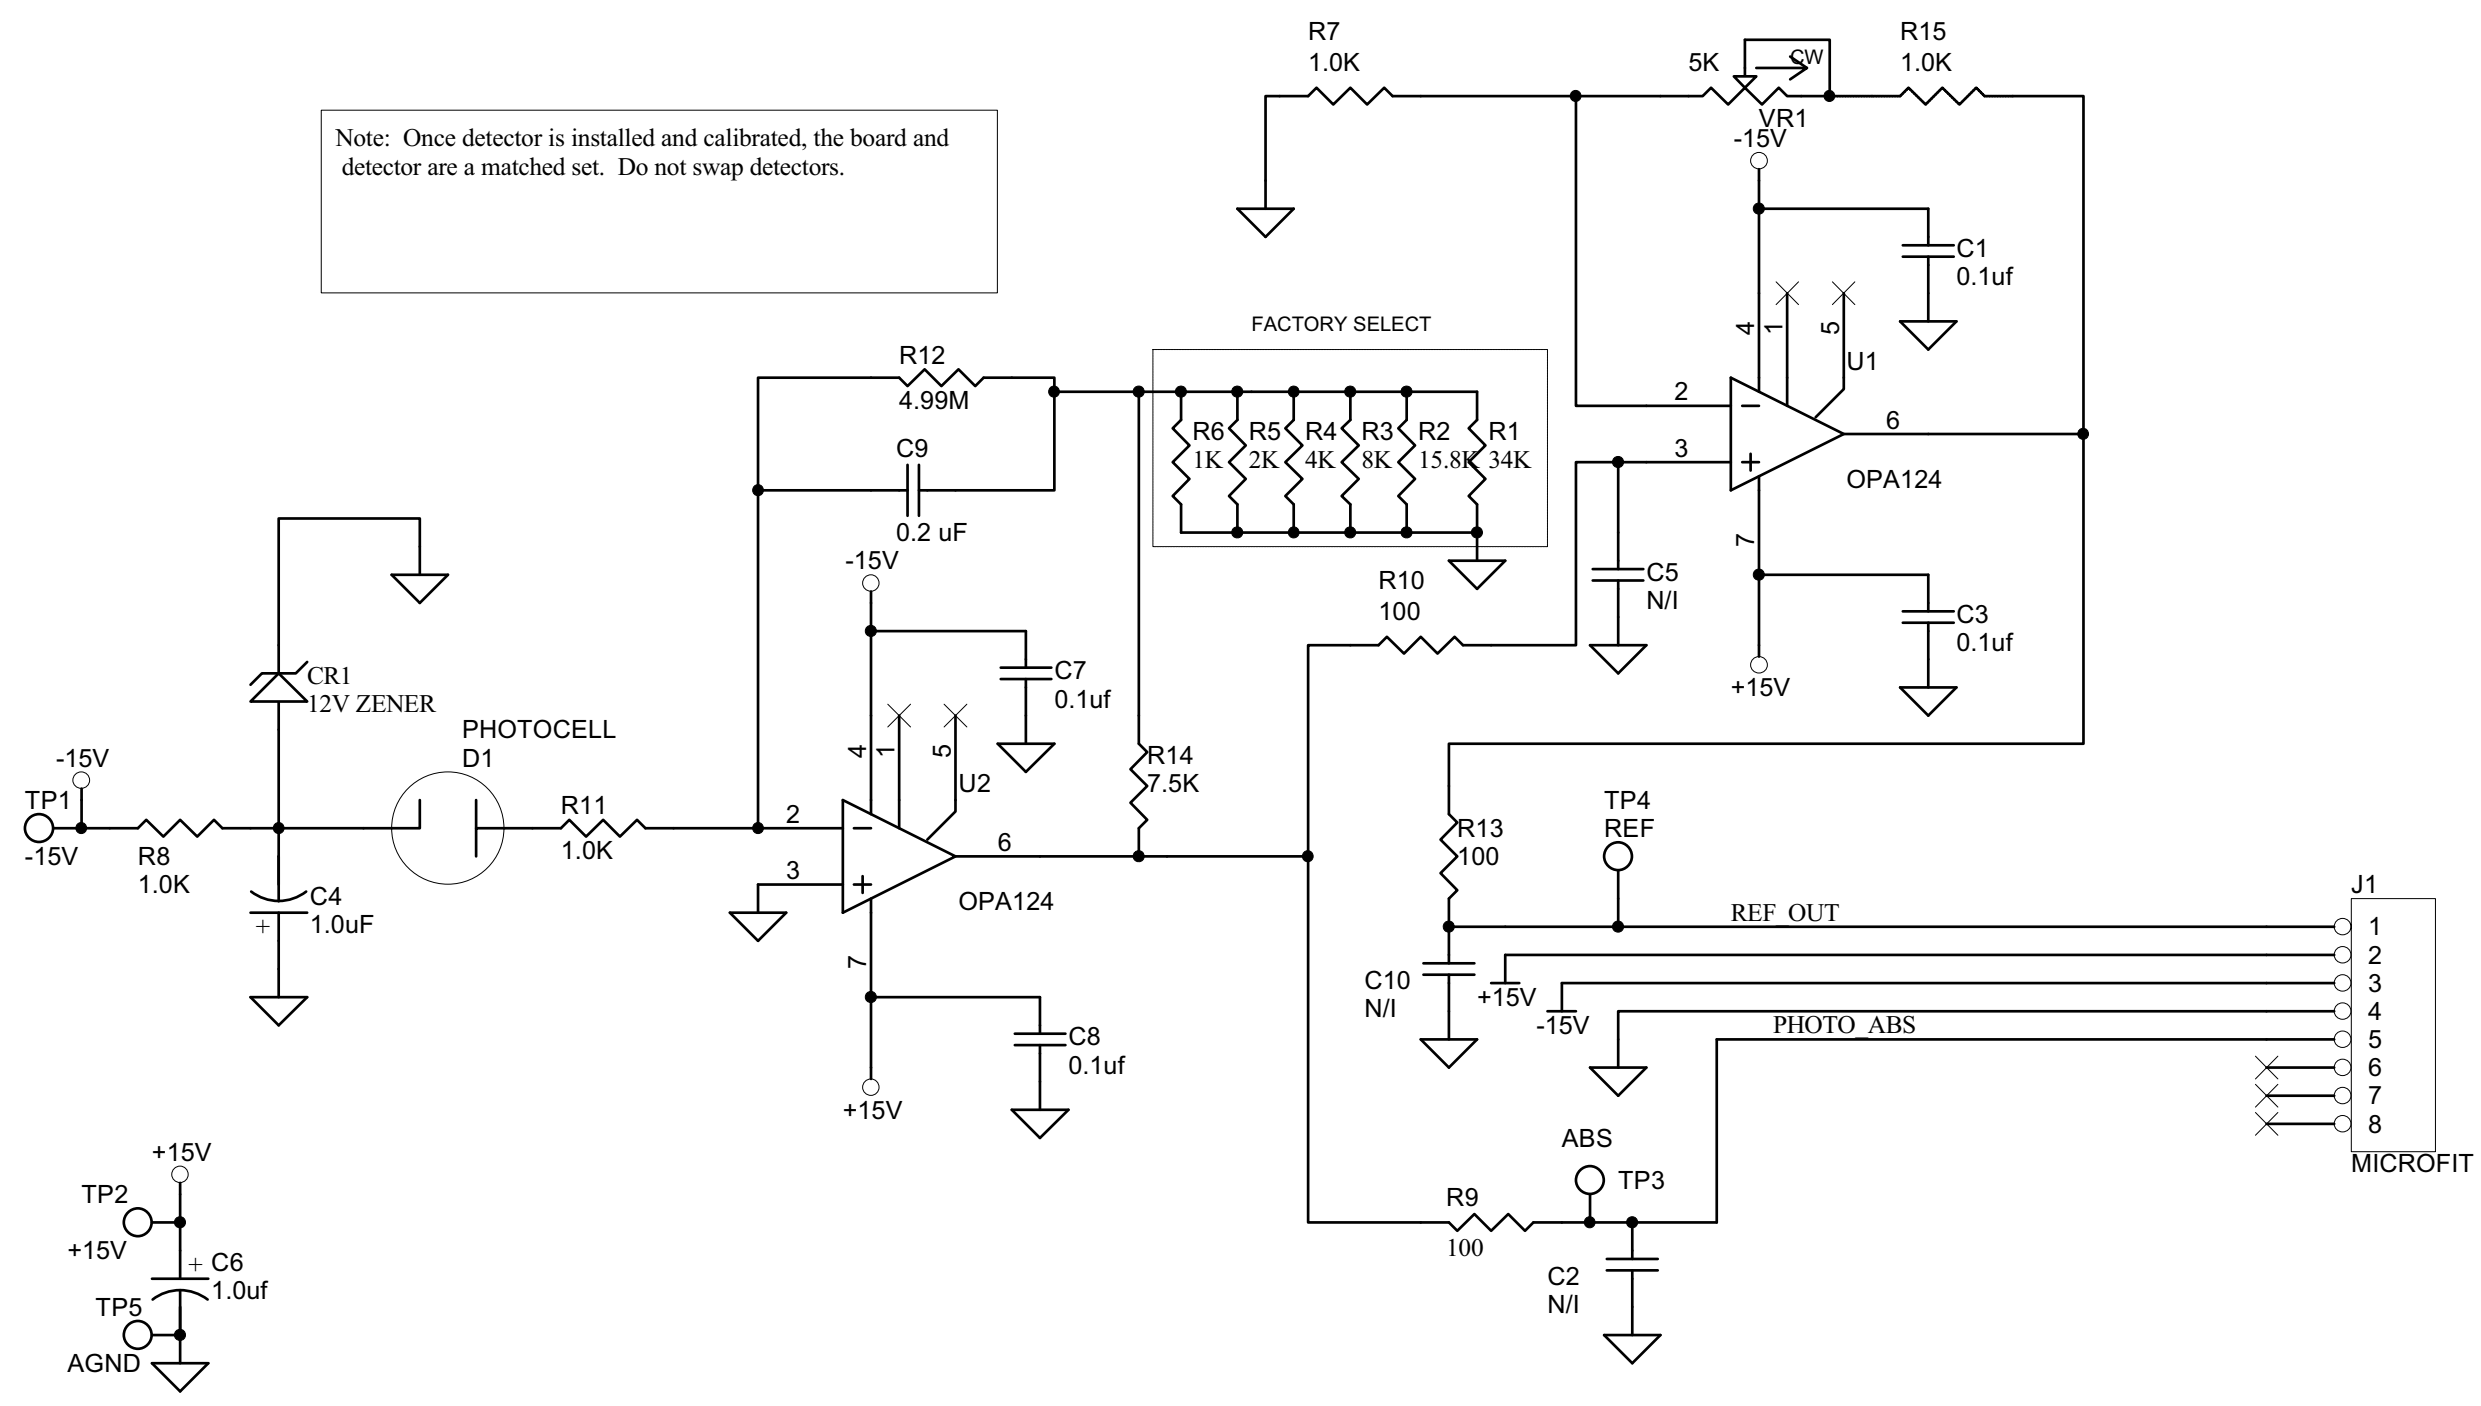 R7
1.0K
5K
CW
VR1
R15
1.0K
Note:  Once detector is installed and calibrated, the board and
detector are a matched set.  Do not swap detectors.
-15V
C1
0.1uf
4
1
5
U1
2
3
6
OPA124
7
C3
0.1uf
+15V
FACTORY SELECT
R6
1K
R5
2K
R4
4K
R3
8K
R2
15.8K
R1
34K
R12
4.99M
C9
0.2 uF
R10
100
C5
N/I
-15V
C7
0.1uf
4
1
5
U2
2
3
6
OPA124
7
C8
0.1uf
+15V
R14
7.5K
CR1
12V ZENER
PHOTOCELL
D1
-15V
TP1
-15V
R8
1.0K
R11
1.0K
C4
1.0uF
+
R13
100
TP4
REF
REF_OUT
C10
N/I
+15V
-15V
PHOTO_ABS
J1
1
2
3
4
5
6
7
8
MICROFIT
ABS
TP3
R9
100
C2
N/I
+15V
TP2
+15V
+
C6
1.0uf
TP5
AGND